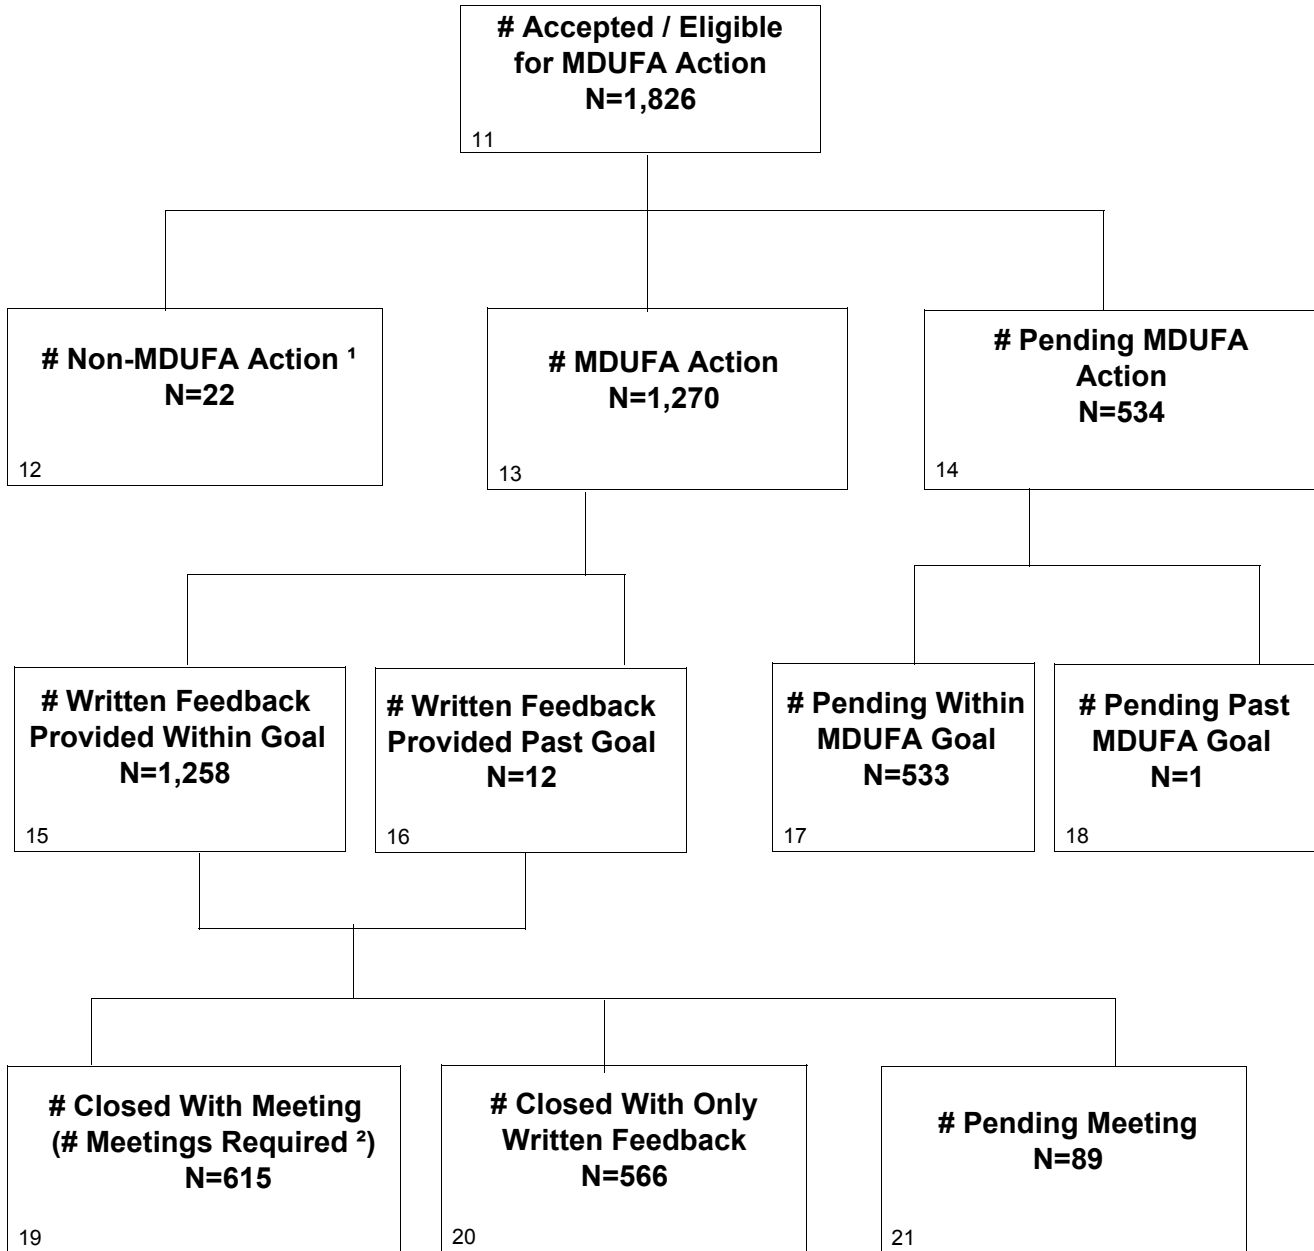 # Accepted / Eligible
for MDUFA Action
N=1,826
11
# Non-MDUFA Action ¹
N=22
12
# MDUFA Action
N=1,270
13
# Pending MDUFA
Action
N=534
14
# Written Feedback
Provided Within Goal
N=1,258
15
# Written Feedback
Provided Past Goal
N=12
16
# Pending Within
MDUFA Goal
N=533
17
# Pending Past
MDUFA Goal
N=1
18
# Closed With Meeting
(# Meetings Required ²)
N=615
19
# Closed With Only
Written Feedback
N=566
20
# Pending Meeting
N=89
21